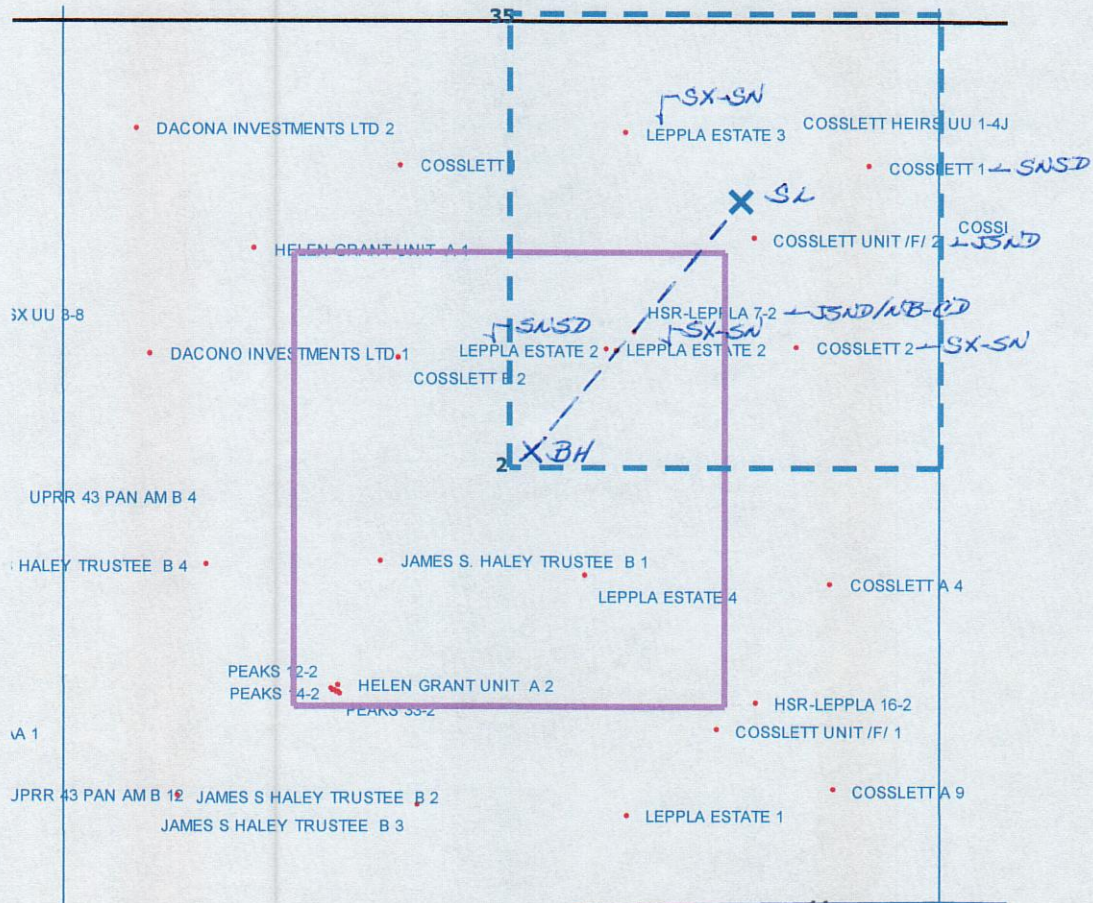 35
SX-SN
DACONA INVESTMENTS LTD 2
LEPPLA ESTATE 3
COSSLETT HEIRS UU 1-4J
COSSLETT
COSSLETT 1 SNSD
SL
COSSI
HELEN GRANT UNIT A 1
COSSLETT UNIT /F/ 2 JSND
SX UU 8-8
HSR-LEPPLA 7-2 JSND/NB-CD
SNSD
SX-SN
DACONO INVESTMENTS LTD 1
LEPPLA ESTATE 2
LEPPLA ESTATE 2
COSSLETT 2 SX-SN
COSSLETT B 2
BH
2
UPRR 43 PAN AM B 4
HALEY TRUSTEE B 4
JAMES S. HALEY TRUSTEE B 1
LEPPLA ESTATE 4
COSSLETT A 4
PEAKS 12-2
HELEN GRANT UNIT A 2
PEAKS 14-2
PEAKS 33-2
HSR-LEPPLA 16-2
A 1
COSSLETT UNIT /F/ 1
JPRR 43 PAN AM B 12
JAMES S HALEY TRUSTEE B 2
COSSLETT A 9
JAMES S HALEY TRUSTEE B 3
LEPPLA ESTATE 1